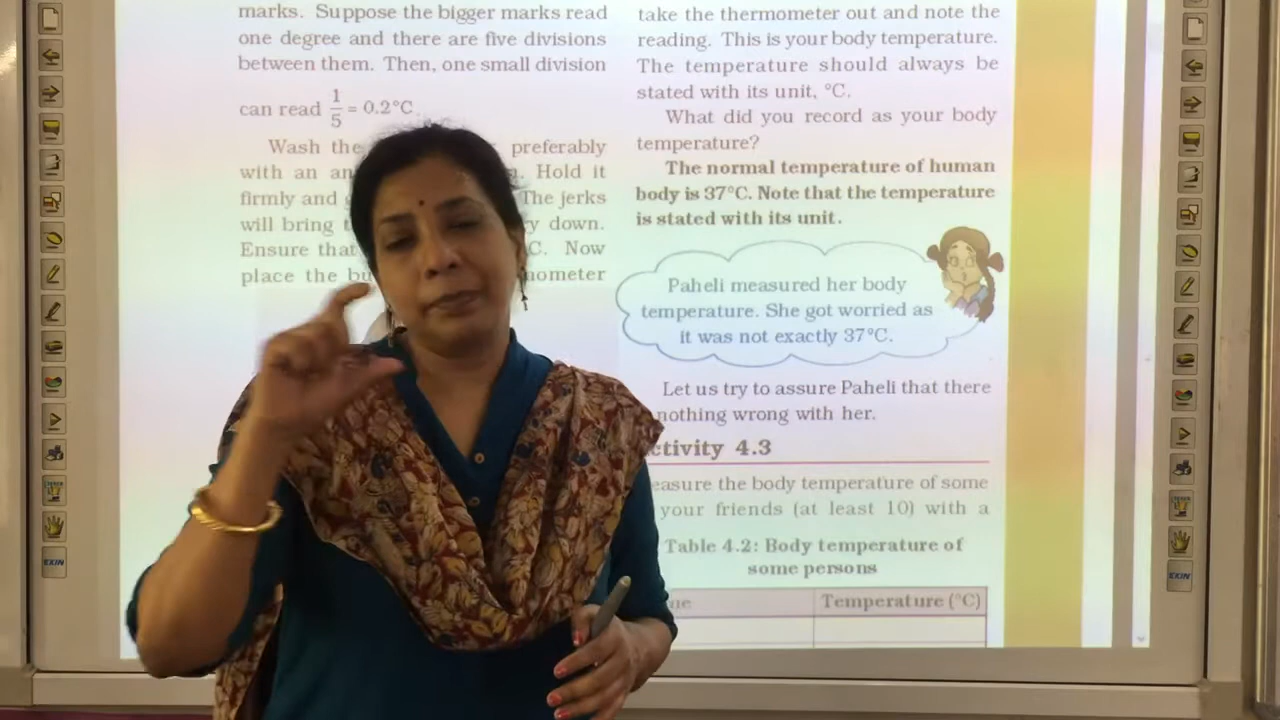 marks. Suppose the bigger marks read
one degree and there are five divisions
between them. Then, one small division
can read 1/5 = 0.2°C.
Wash the preferably
with an an . Hold it
firmly and The jerks
will bring y down.
Ensure that C. Now
place the bu nometer
take the thermometer out and note the
reading. This is your body temperature.
The temperature should always be
stated with its unit, °C.
What did you record as your body
temperature?
The normal temperature of human
body is 37°C. Note that the temperature
is stated with its unit.
Paheli measured her body
temperature. She got worried as
it was not exactly 37°C.
Let us try to assure Paheli that there
nothing wrong with her.
ctivity 4.3
easure the body temperature of some
your friends (at least 10) with a
Table 4.2: Body temperature of
some persons
me Temperature (°C)
EXIN
EXIN